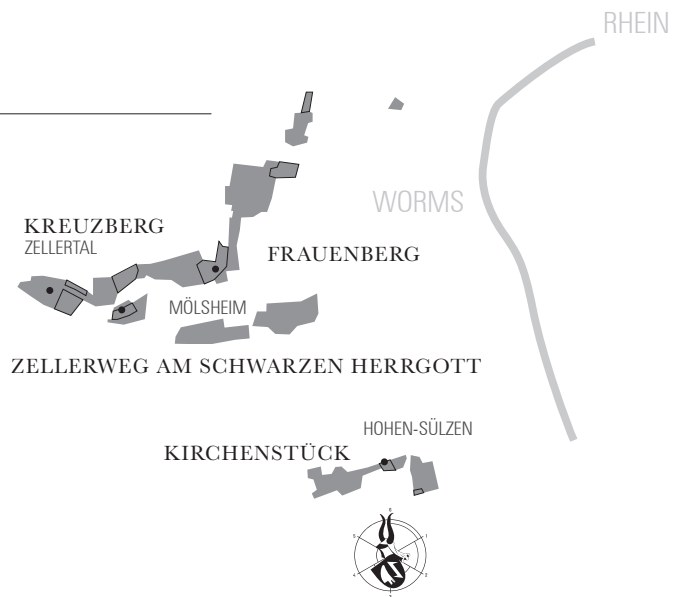 RHEIN
WORMS
KREUZBERG
ZELLERTAL
FRAUENBERG
MÖLSHEIM
ZELLERWEG AM SCHWARZEN HERRGOTT
HOHEN-SÜLZEN
KIRCHENSTÜCK